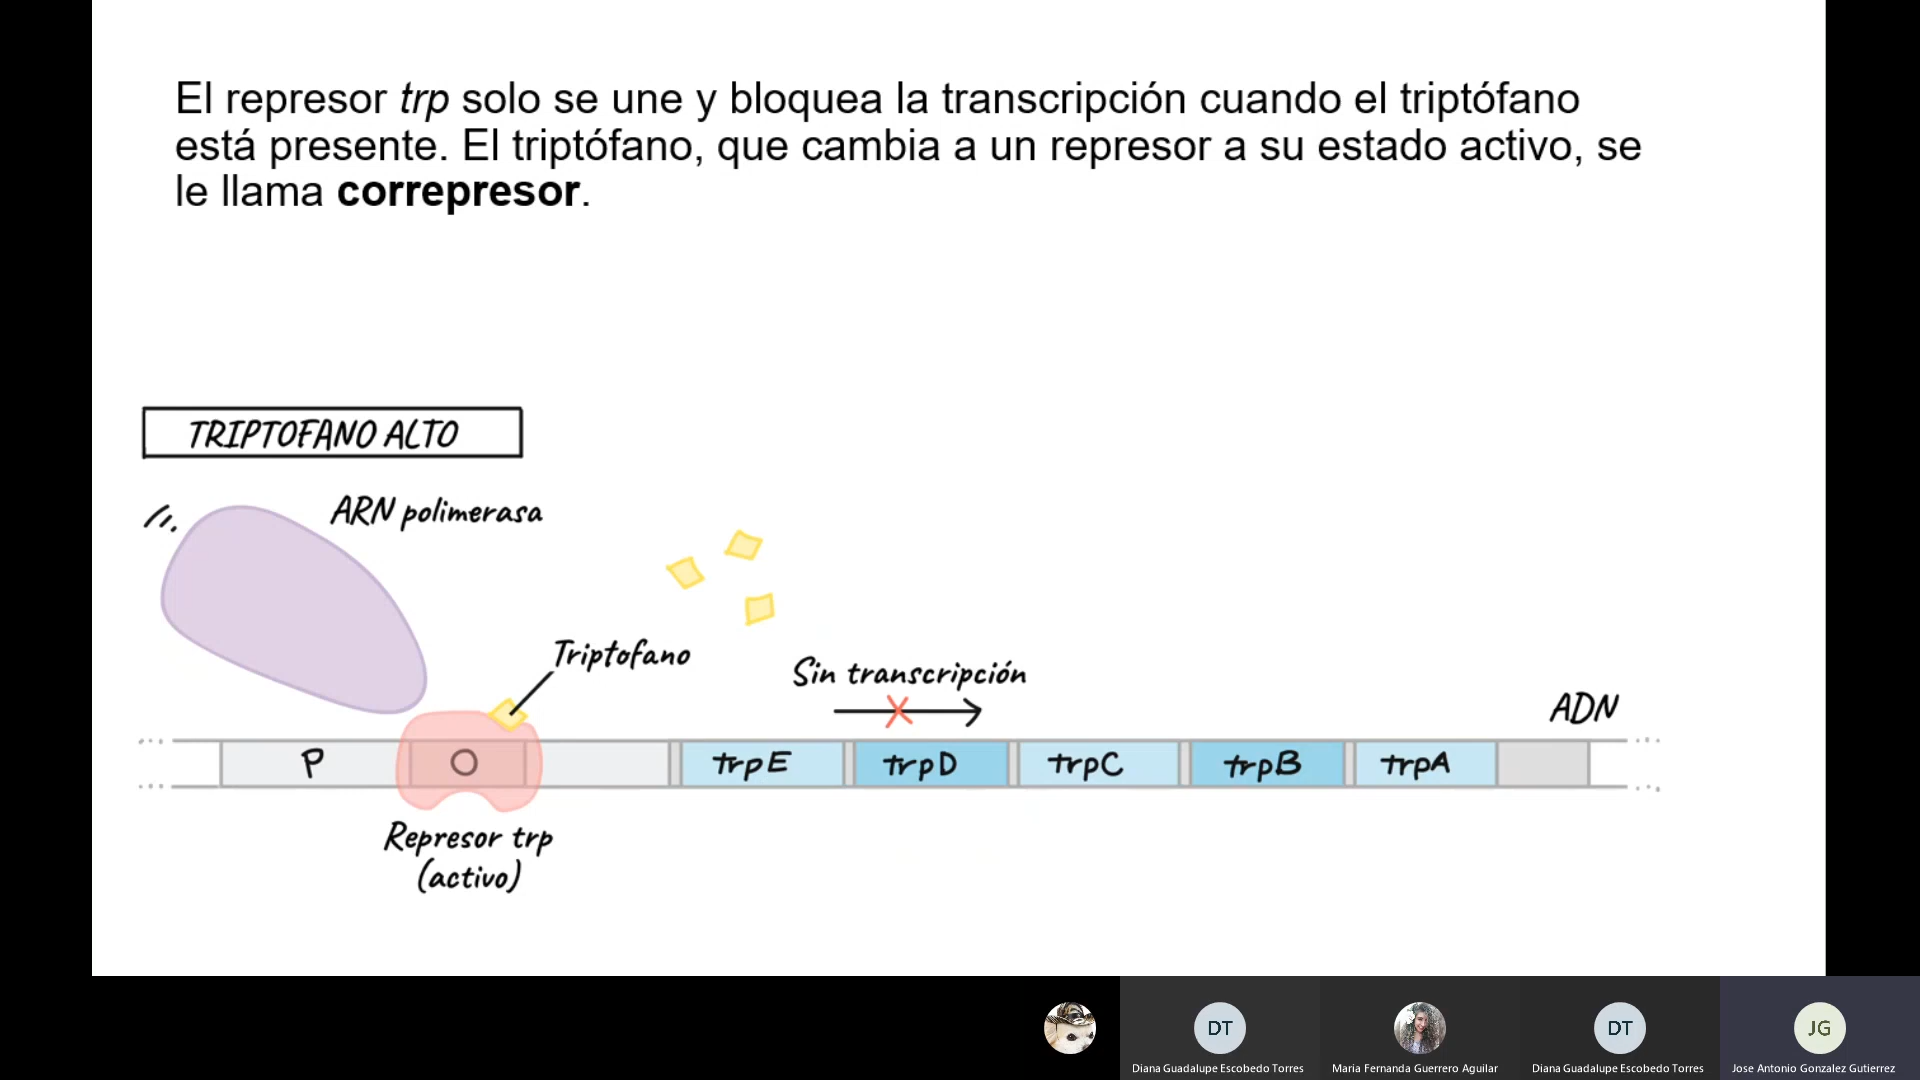 El represor trp solo se une y bloquea la transcripción cuando el triptófano
está presente. El triptófano, que cambia a un represor a su estado activo, se
le llama correpresor.
TRIPTOFANO ALTO
ARN polimerasa
Triptofano
Sin transcripción
ADN
P
O
trpE
trpD
trpC
trpB
trpA
Represor trp
(activo)
DT
DT
JG
Diana Guadalupe Escobedo Torres
Maria Fernanda Guerrero Aguilar
Diana Guadalupe Escobedo Torres
Jose Antonio Gonzalez Gutierrez